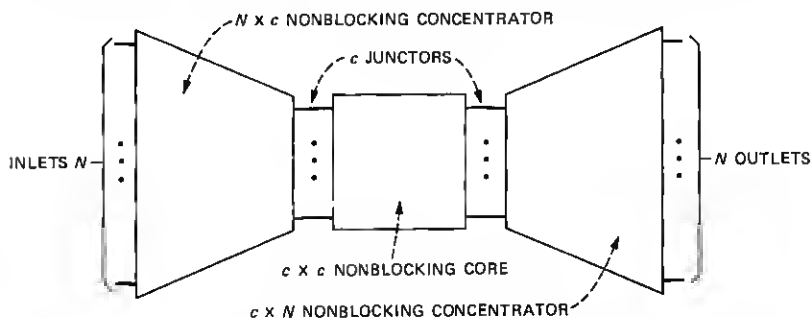 N X c NONBLOCKING CONCENTRATOR
c JUNCTORS
INLETS N
N OUTLETS
c X c NONBLOCKING CORE
c X N NONBLOCKING CONCENTRATOR